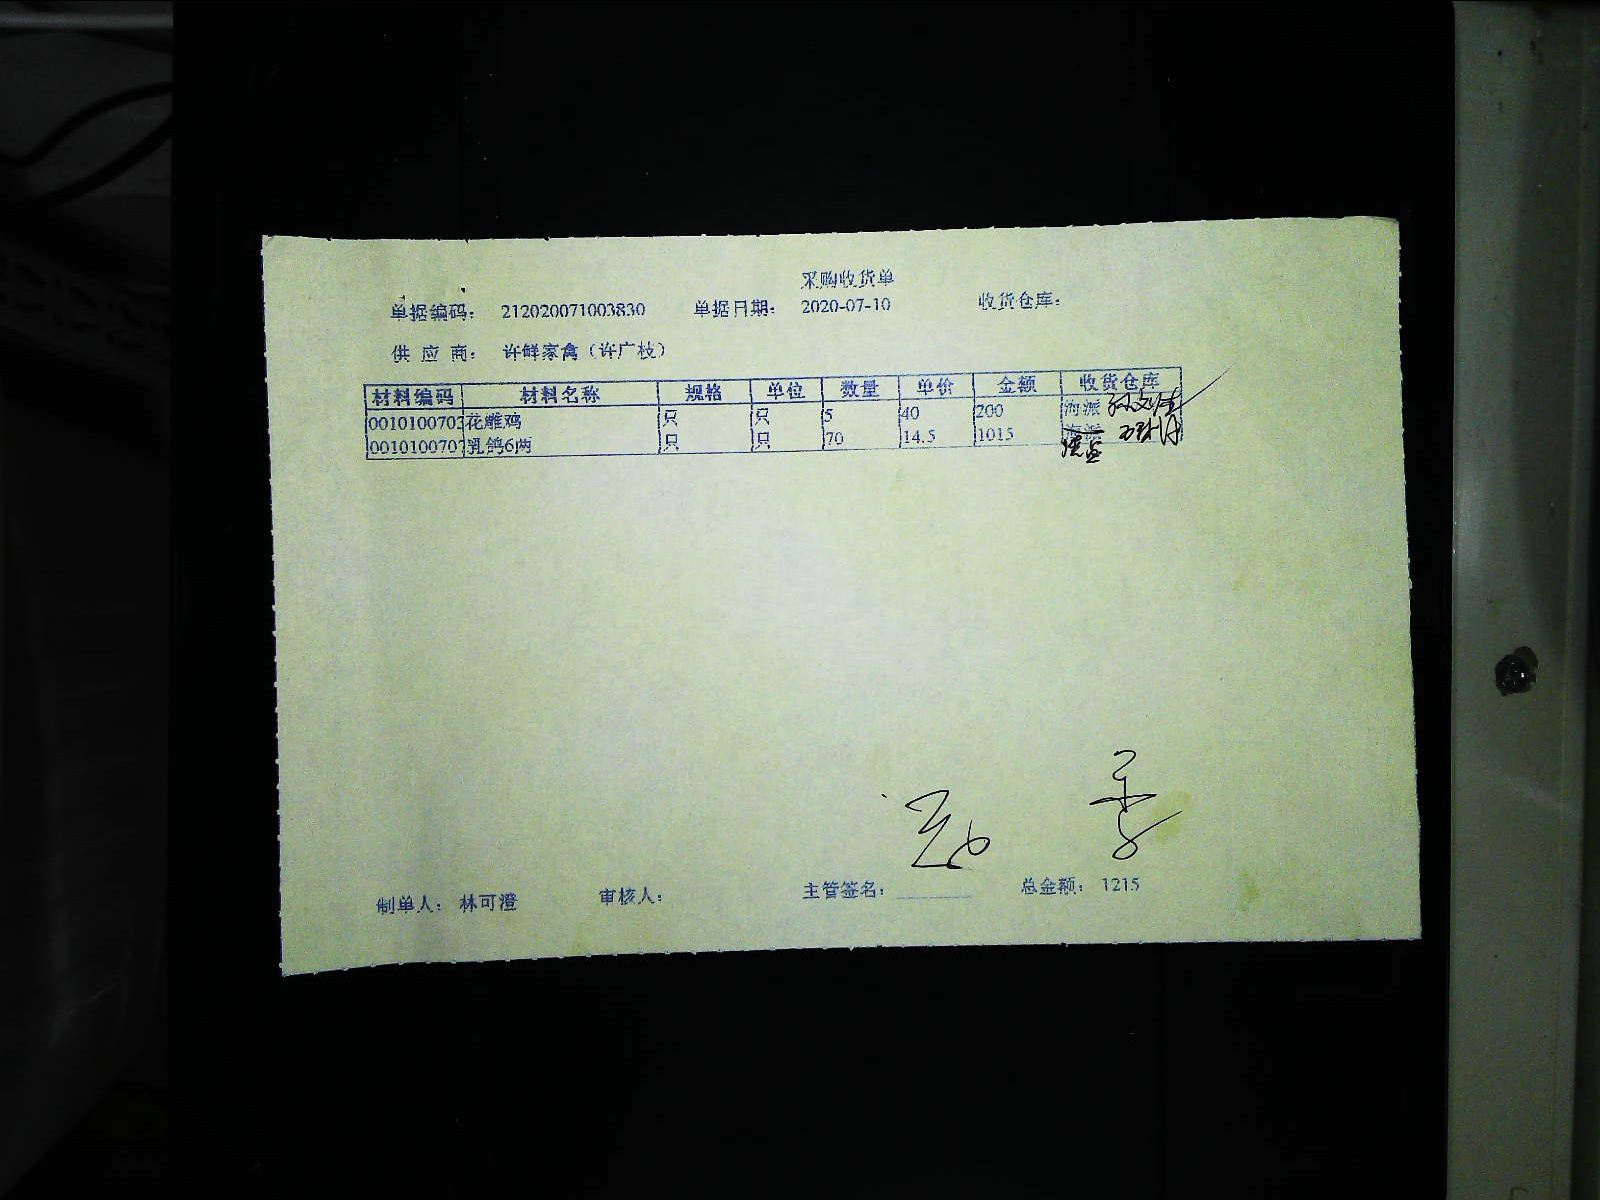 采购收货单
单据编码： 212020071003830 单据日期： 2020-07-10 收货仓库：
供 应 商： 许鲜家禽（许广枝）
材料编码 材料名称 规格 单位 数量 单价 金额 收货仓库
001010070 花雕鸡 只 只 5 40 200 海派
001010070 乳鸽6两 只 只 70 14.5 1015 海派
制单人： 林可澄 审核人： 主管签名： 总金额： 1215